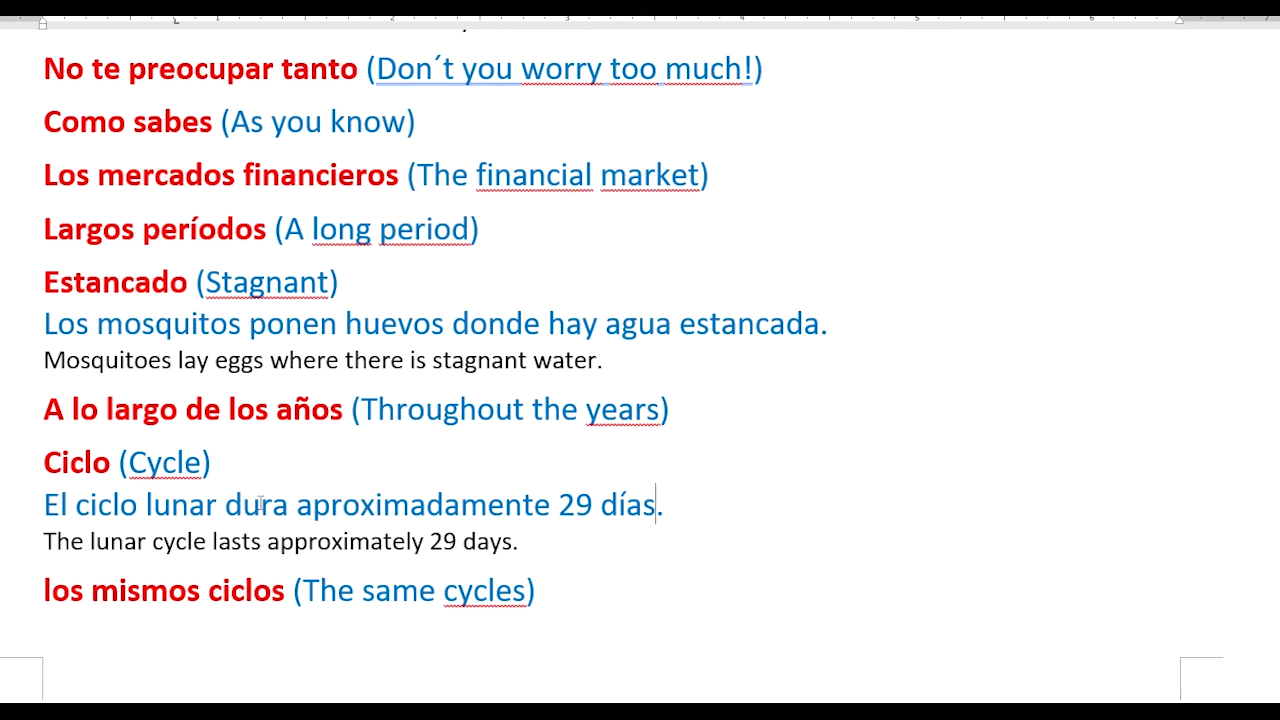 No te preocupar tanto (Don´t you worry too much!)
Como sabes (As you know)
Los mercados financieros (The financial market)
Largos períodos (A long period)
Estancado (Stagnant)
Los mosquitos ponen huevos donde hay agua estancada.
Mosquitoes lay eggs where there is stagnant water.
A lo largo de los años (Throughout the years)
Ciclo (Cycle)
El ciclo lunar dura aproximadamente 29 días.
The lunar cycle lasts approximately 29 days.
los mismos ciclos (The same cycles)